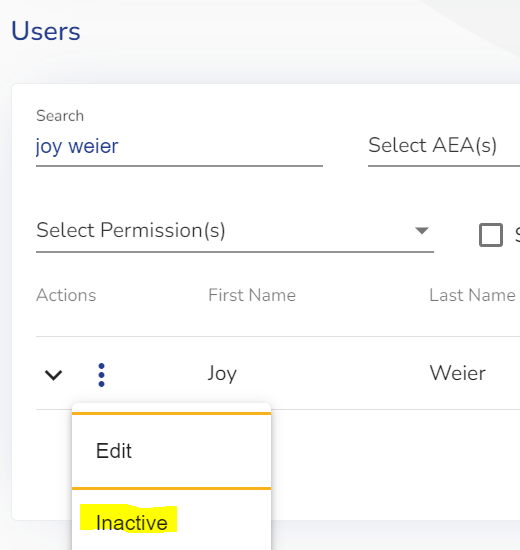 Users
Search
joy weier
Select AEA(s)
Select Permission(s)
Actions First Name Last Name
Joy Weier
Edit
Inactive